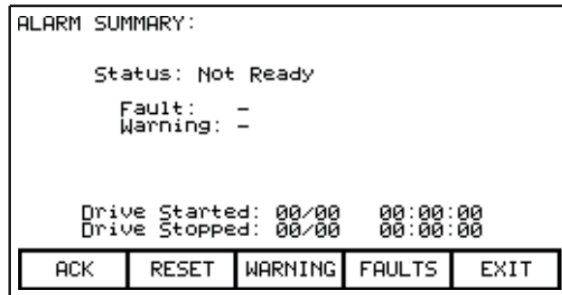 ALARM SUMMARY:
Status: Not Ready
Fault: -
Warning: -
Drive Started: 00/00 00:00:00
Drive Stopped: 00/00 00:00:00
ACK RESET WARNING FAULTS EXIT